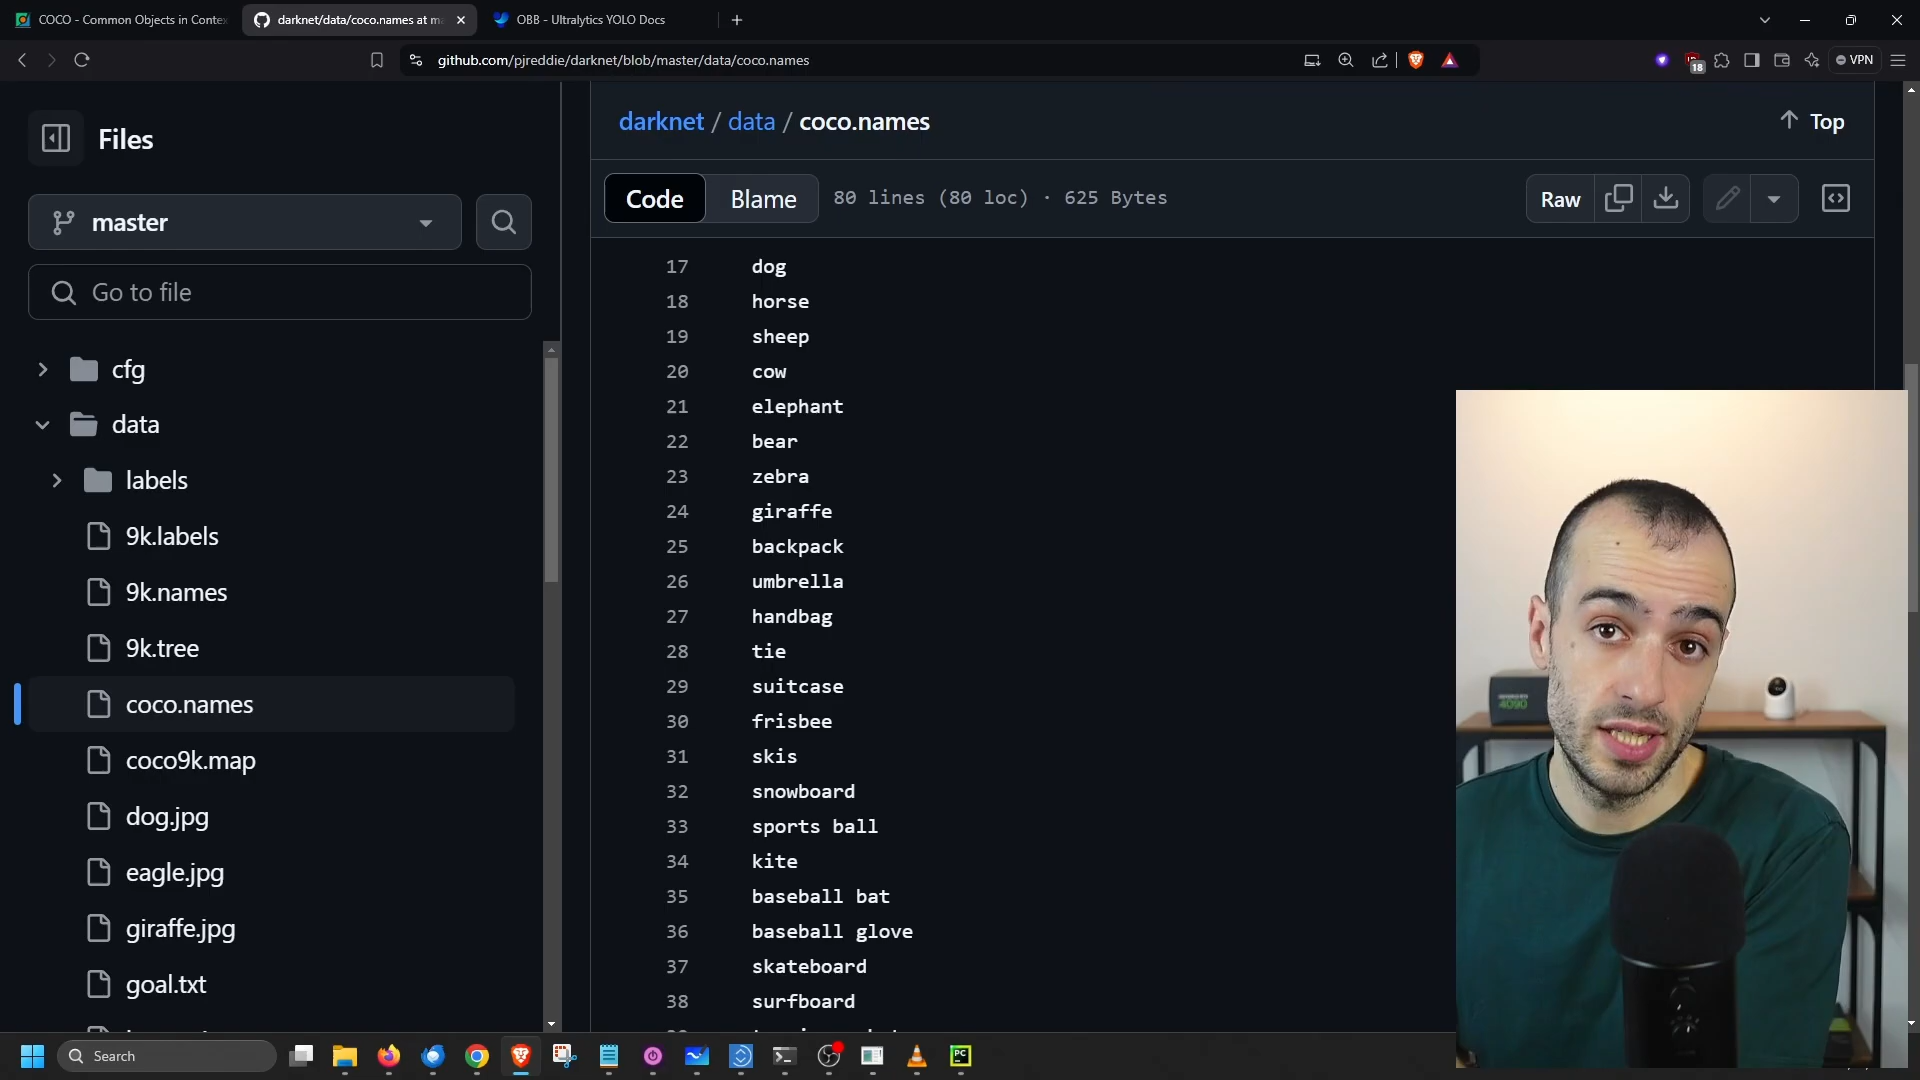 COCO - Common Objects in Contex
darknet/data/coco.names at m
OBB - Ultralytics YOLO Docs
github.com/pjreddie/darknet/blob/master/data/coco.names
18
VPN
Files
master
Go to file
cfg
data
labels
9k.labels
9k.names
9k.tree
coco.names
coco9k.map
dog.jpg
eagle.jpg
giraffe.jpg
goal.txt
darknet / data / coco.names
Top
Code
Blame
80 lines (80 loc) · 625 Bytes
Raw
17 dog
18 horse
19 sheep
20 cow
21 elephant
22 bear
23 zebra
24 giraffe
25 backpack
26 umbrella
27 handbag
28 tie
29 suitcase
30 frisbee
31 skis
32 snowboard
33 sports ball
34 kite
35 baseball bat
36 baseball glove
37 skateboard
38 surfboard
4090
Search
PC